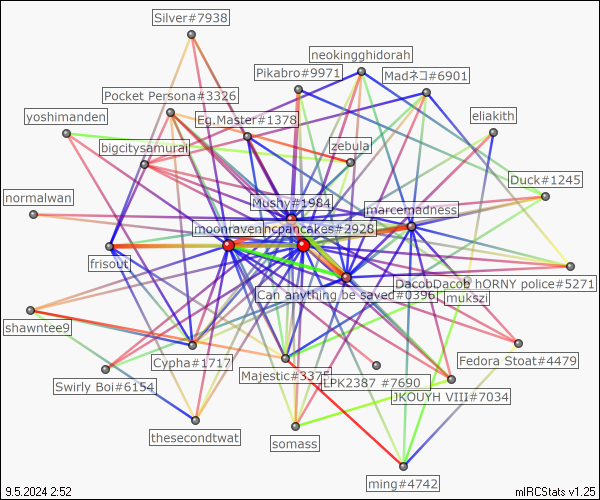 Silver#7938
neokingghidorah
Pikabro#9971
Madネコ#6901
Pocket Persona#3326
yoshimanden
Eg.Master#1378
eliakith
bigcitysamurai
zebula
Duck#1245
normalwan
Mushy#1984
marcemadness
moonravenhcpancakes#2928
frisout
DacobDacob hORNY police#5271
Can anything be saved#0396
mukszi
shawntee9
Cypha#1717
Fedora Stoat#4479
Majestic#3375
LPK2387 #7690
Swirly Boi#6154
JKOUYH VIII#7034
thesecondtwat
somass
ming#4742
9.5.2024 2:52
mIRCStats v1.25